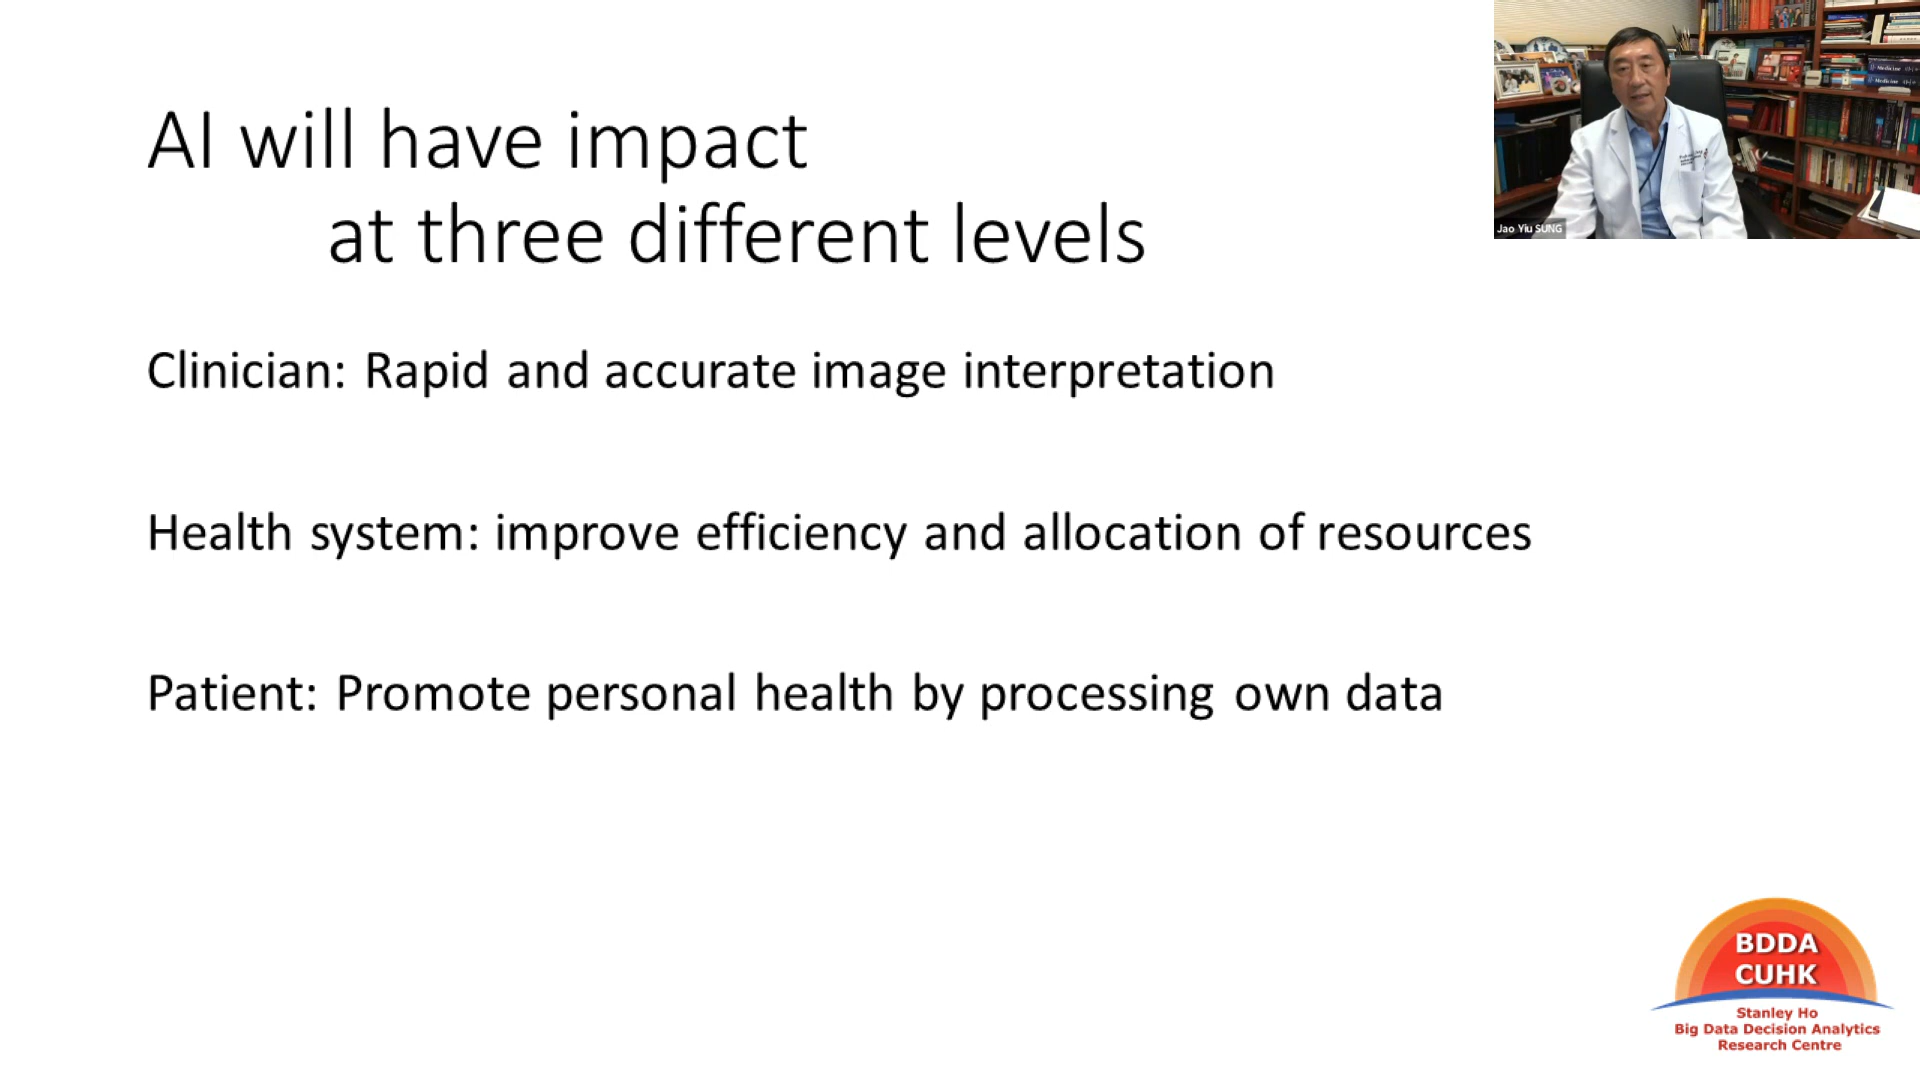 AI will have impact
at three different levels
Clinician: Rapid and accurate image interpretation
Health system: improve efficiency and allocation of resources
Patient: Promote personal health by processing own data
Jao Yiu SUNG
BDDA
CUHK
Stanley Ho
Big Data Decision Analytics
Research Centre